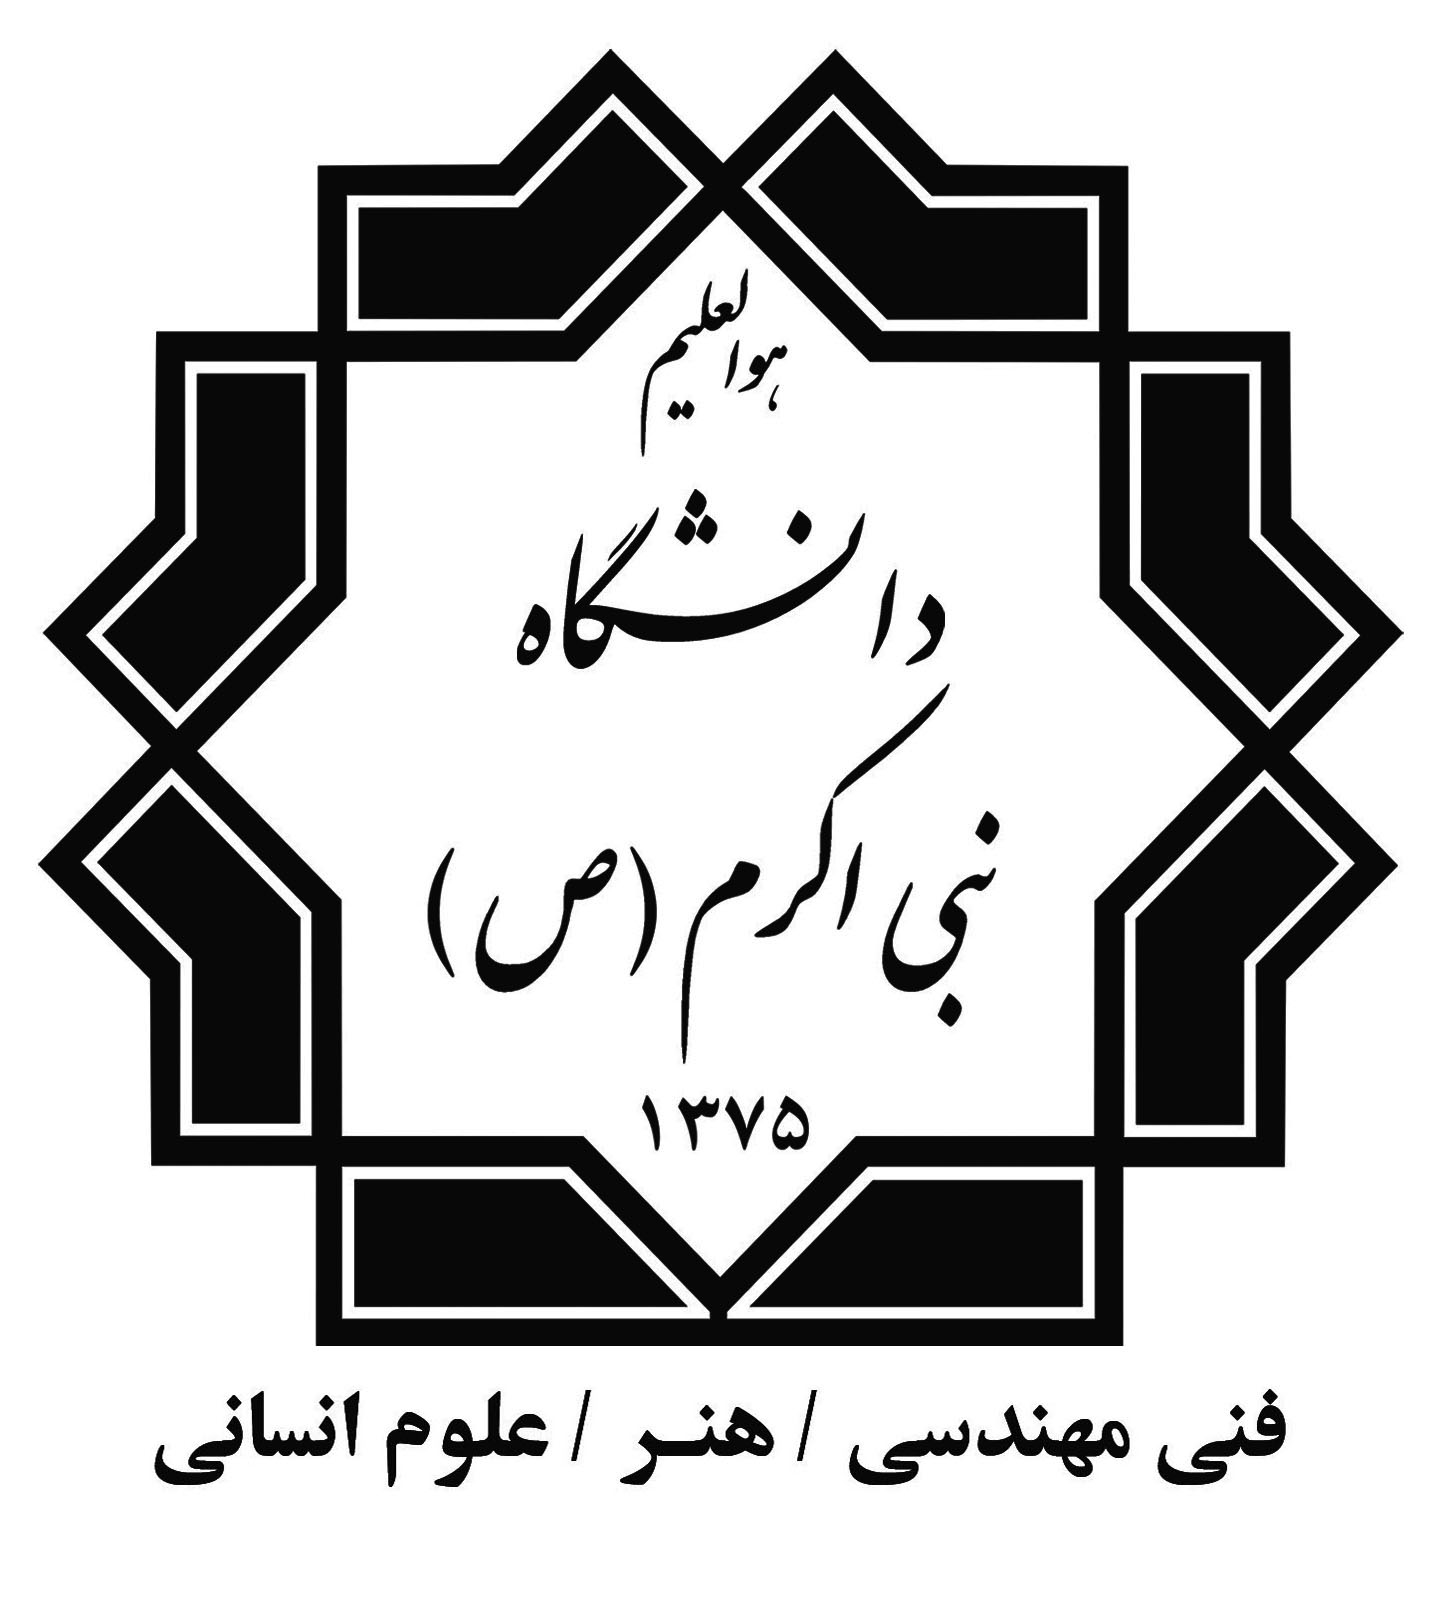 هوالعلیم
دانشگاه
نبی اکرم (ص)
۱۳۷۵
فنی مهندسی / هنـر / علوم انسانی